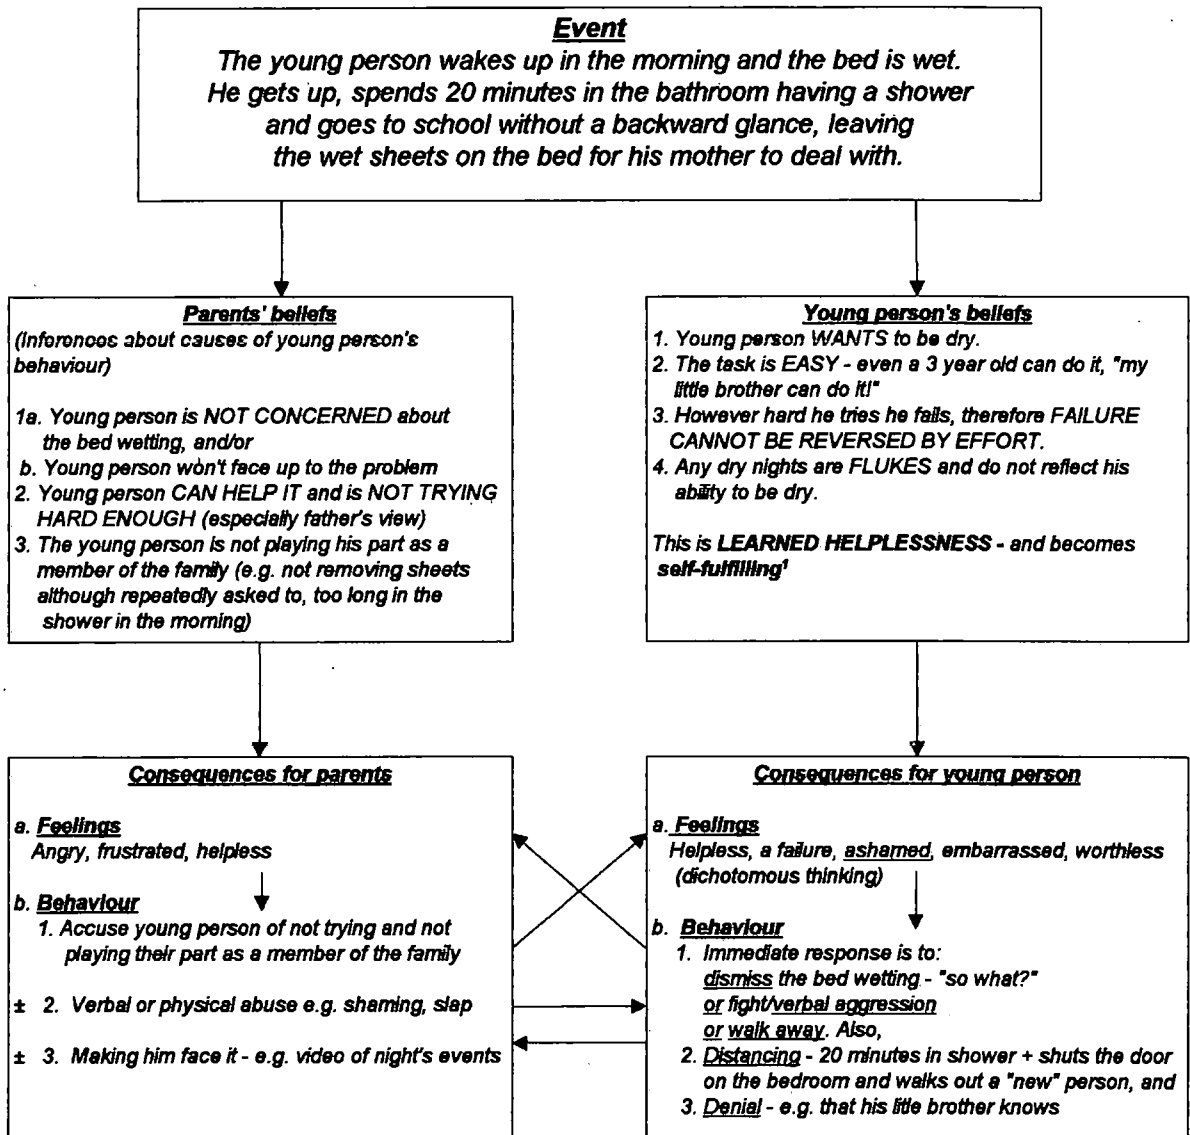 Event
The young person wakes up in the morning and the bed is wet.
He gets up, spends 20 minutes in the bathroom having a shower
and goes to school without a backward glance, leaving
the wet sheets on the bed for his mother to deal with.
Parents' beliefs
(Inferences about causes of young person's
behaviour)
1a. Young person is NOT CONCERNED about
the bed wetting, and/or
b. Young person won't face up to the problem
2. Young person CAN HELP IT and is NOT TRYING
HARD ENOUGH (especially father's view)
3. The young person is not playing his part as a
member of the family (e.g. not removing sheets
although repeatedly asked to, too long in the
shower in the morning)
Young person's beliefs
1. Young person WANTS to be dry.
2. The task is EASY - even a 3 year old can do it, "my
little brother can do it!"
3. However hard he tries he fails, therefore FAILURE
CANNOT BE REVERSED BY EFFORT.
4. Any dry nights are FLUKES and do not reflect his
ability to be dry.
This is LEARNED HELPLESSNESS - and becomes
self-fulfilling¹
Consequences for parents
a. Feelings
Angry, frustrated, helpless
b. Behaviour
1. Accuse young person of not trying and not
playing their part as a member of the family
± 2. Verbal or physical abuse e.g. shaming, slap
± 3. Making him face it - e.g. video of night's events
Consequences for young person
a. Feelings
Helpless, a failure, ashamed, embarrassed, worthless
(dichotomous thinking)
b. Behaviour
1. Immediate response is to:
dismiss the bed wetting - "so what?"
or fight/verbal aggression
or walk away. Also,
2. Distancing - 20 minutes in shower + shuts the door
on the bedroom and walks out a "new" person, and
3. Denial - e.g. that his little brother knows